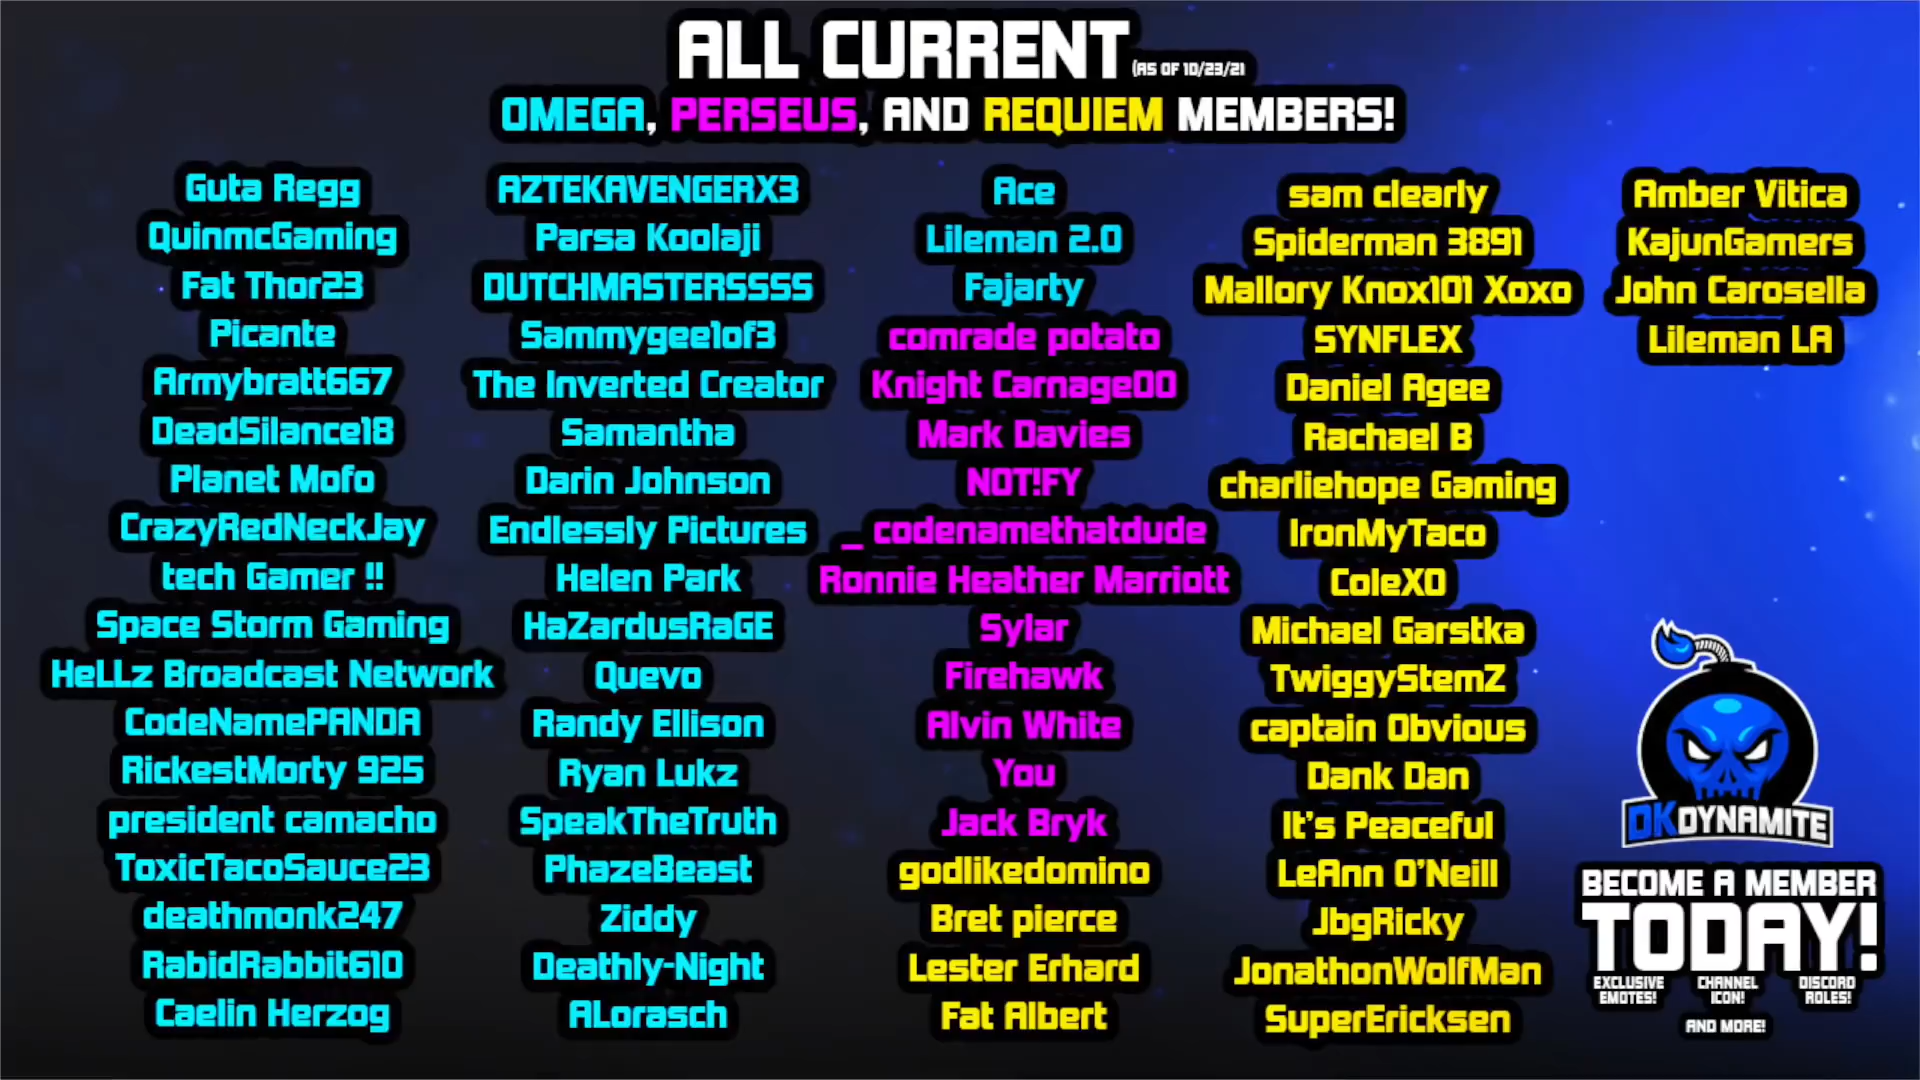 ALL CURRENT (AS OF 10/23/21
OMEGA, PERSEUS, AND REQUIEM MEMBERS!
Guta Regg
QuinmcGaming
Fat Thor23
Picante
Armybratt667
DeadSilance18
Planet Mofo
CrazyRedNeckJay
tech Gamer !!
Space Storm Gaming
HeLLz Broadcast Network
CodeNamePANDA
RickestMorty 925
president camacho
ToxicTacoSauce23
deathmonk247
RabidRabbit610
Caelin Herzog
AZTEKAVENGERX3
Parsa Koolaji
DUTCHMASTERSSSS
Sammygee1of3
The Inverted Creator
Samantha
Darin Johnson
Endlessly Pictures
Helen Park
HaZardusRaGE
Quevo
Randy Ellison
Ryan Lukz
SpeakTheTruth
PhazeBeast
Ziddy
Deathly-Night
ALorasch
Ace
Lileman 2.0
Fajarty
comrade potato
Knight Carnage00
Mark Davies
NOT!FY
_ codenamethatdude
Ronnie Heather Marriott
Sylar
Firehawk
Alvin White
You
Jack Bryk
godlikedomino
Bret pierce
Lester Erhard
Fat Albert
sam clearly
Spiderman 3891
Mallory Knox101 Xoxo
SYNFLEX
Daniel Agee
Rachael B
charliehope Gaming
IronMyTaco
ColeX0
Michael Garstka
TwiggyStemZ
captain Obvious
Dank Dan
It's Peaceful
LeAnn O'Neill
JbgRicky
JonathonWolfMan
SuperEricksen
Amber Vitica
KajunGamers
John Carosella
Lileman LA
DKDYNAMITE
BECOME A MEMBER
TODAY!
EXCLUSIVE EMOTES!
CHANNEL ICON!
DISCORD ROLES!
AND MORE!